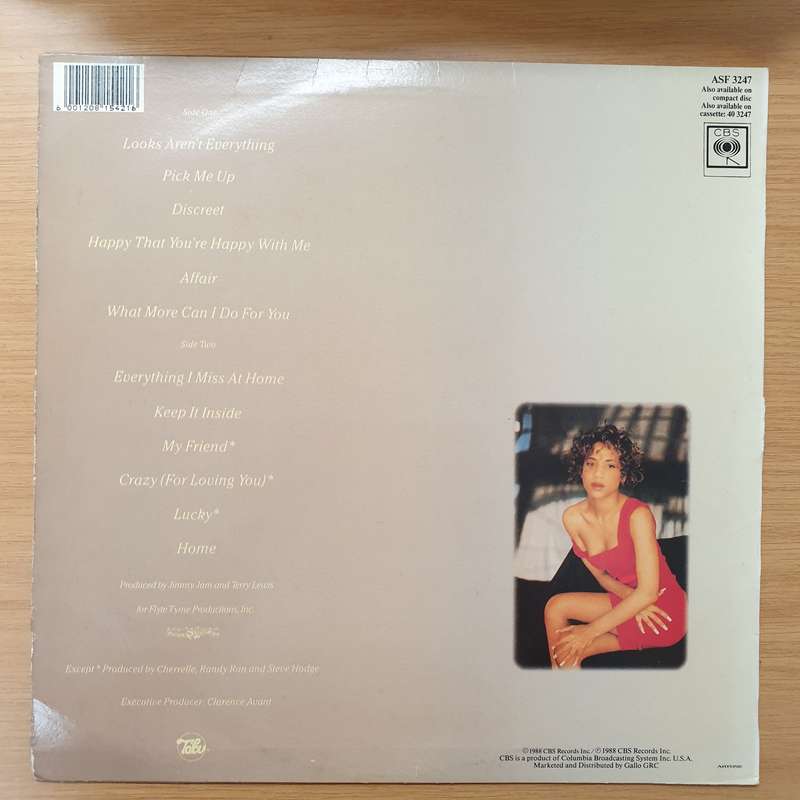 6 001208 154216
ASF 3247
Also available on
compact disc
Also available on
cassette: 40 3247
CBS
Side One
Looks Aren't Everything
Pick Me Up
Discreet
Happy That You're Happy With Me
Affair
What More Can I Do For You
Side Two
Everything I Miss At Home
Keep It Inside
My Friend*
Crazy (For Loving You)*
Lucky*
Home
Produced by Jimmy Jam and Terry Lewis
for Flyte Tyme Productions, Inc.
Except * Produced by Cherrelle, Randy Ran and Steve Hodge
Executive Producer: Clarence Avant
Tabu
©1988 CBS Records Inc./ ℗ 1988 CBS Records Inc.
CBS is a product of Columbia Broadcasting System Inc. U.S.A.
Marketed and Distributed by Gallo GRC